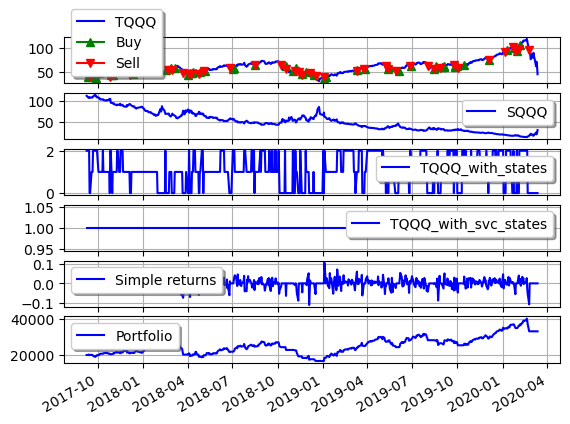 TQQQ
Buy
Sell
100
50
SQQQ
100
50
TQQQ_with_states
2
0
TQQQ_with_svc_states
1.05
1.00
0.95
Simple returns
0.1
0.0
−0.1
Portfolio
40000
20000
2017-10 2018-01 2018-04 2018-07 2018-10 2019-01 2019-04 2019-07 2019-10 2020-01 2020-04